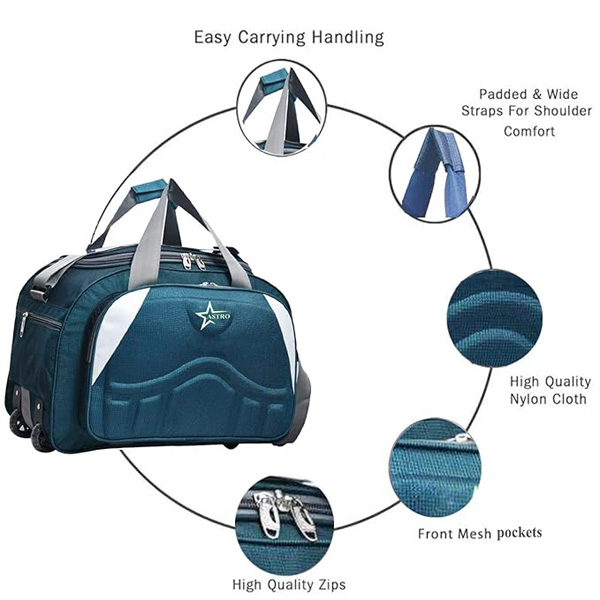 Easy Carrying Handling
Padded & Wide
Straps For Shoulder
Comfort
ASTRO
High Quality
Nylon Cloth
Front Mesh pockets
High Quality Zips